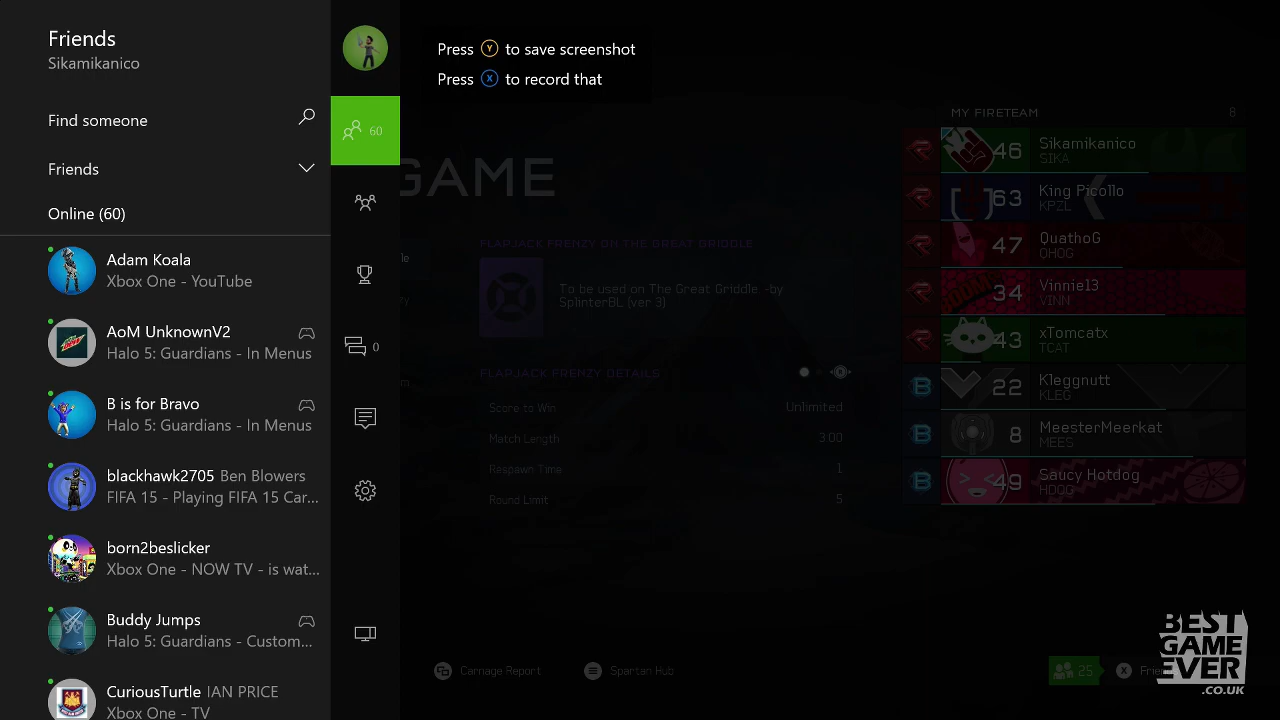 Friends
Sikamikanico
Find someone
Friends
Online (60)
Adam Koala
Xbox One - YouTube
AoM UnknownV2
Halo 5: Guardians - In Menus
B is for Bravo
Halo 5: Guardians - In Menus
blackhawk2705 Ben Blowers
FIFA 15 - Playing FIFA 15 Car...
born2beslicker
Xbox One - NOW TV - is wat...
Buddy Jumps
Halo 5: Guardians - Custom...
CuriousTurtle IAN PRICE
Xbox One - TV
60
0
Press Y to save screenshot
Press X to record that
GAME
FLAPJACK FRENZY ON THE GREAT GRIDDLE
To be used on The Great Griddle. -by
SplinterBL (ver 3)
FLAPJACK FRENZY DETAILS
Score to Win Unlimited
Match Length 3:00
Respawn Time 1
Round Limit 5
MY FIRETEAM 8
46 Sikamikanico
SIKA
63 King Picollo
KPZL
47 QuathoG
QHOG
34 Vinnie13
VINN
43 xTomcatx
TCAT
B 22 Kleggnutt
KLEG
B 8 MeesterMeerkat
MEES
B 49 Saucy Hotdog
HDOG
Carnage Report
Spartan Hub
25
X
BEST
GAME
EVER
.CO.UK